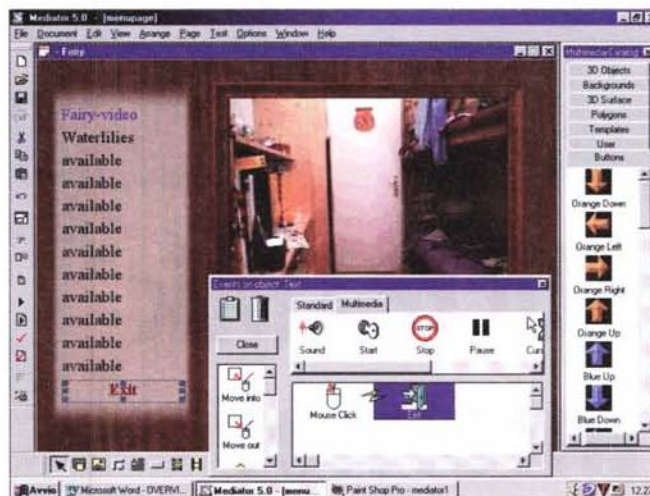 Mediator 5.0 - [menupage]
File Document Edit View Arrange Page Text Options Window Help
- Fairy
Fairy-video
Waterlilies
available
available
available
available
available
available
available
available
available
available
Exit
Multimedia Catalog
3D Objects
Backgrounds
3D Surface
Polygons
Templates
User
Buttons
Orange Down
Orange Left
Orange Right
Orange Up
Blue Up
Blue Down
Events on object: Text
Standard Multimedia
Close
Sound Start STOP Stop Pause
Move into
Move out
Mouse Click Exit
Avvio Microsoft Word - OVERVI... Mediator 5.0 - [menu... Paint Shop Pro - mediator1